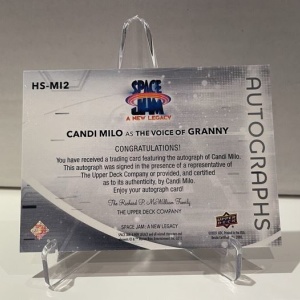 HS-MI2
SPACE JAM
A NEW LEGACY
AUTOGRAPHS
CANDI MILO AS THE VOICE OF GRANNY
CONGRATULATIONS!
You have received a trading card featuring the autograph of Candi Milo.
This autograph was signed in the presence of a representative of
The Upper Deck Company or provided, and certified
as to its authenticity, by Candi Milo.
Enjoy your autograph card!
The Richard P. McWilliam Family
THE UPPER DECK COMPANY
SPACE JAM: A NEW LEGACY
UPPER DECK